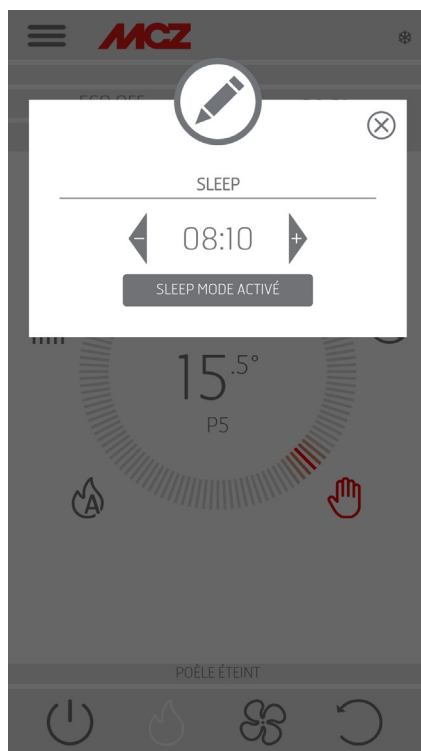 MCZ
SLEEP
- 08:10 +
SLEEP MODE ACTIVÉ
15.5°
P5
A
POÊLE ÉTEINT